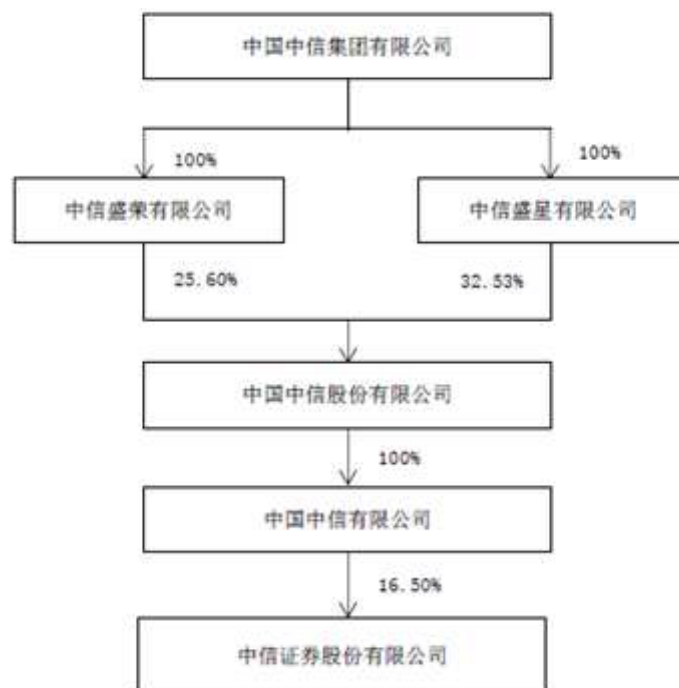 中国中信集团有限公司
100%
100%
中信盛荣有限公司
中信盛星有限公司
25.60%
32.53%
中国中信股份有限公司
100%
中国中信有限公司
16.50%
中信证券股份有限公司